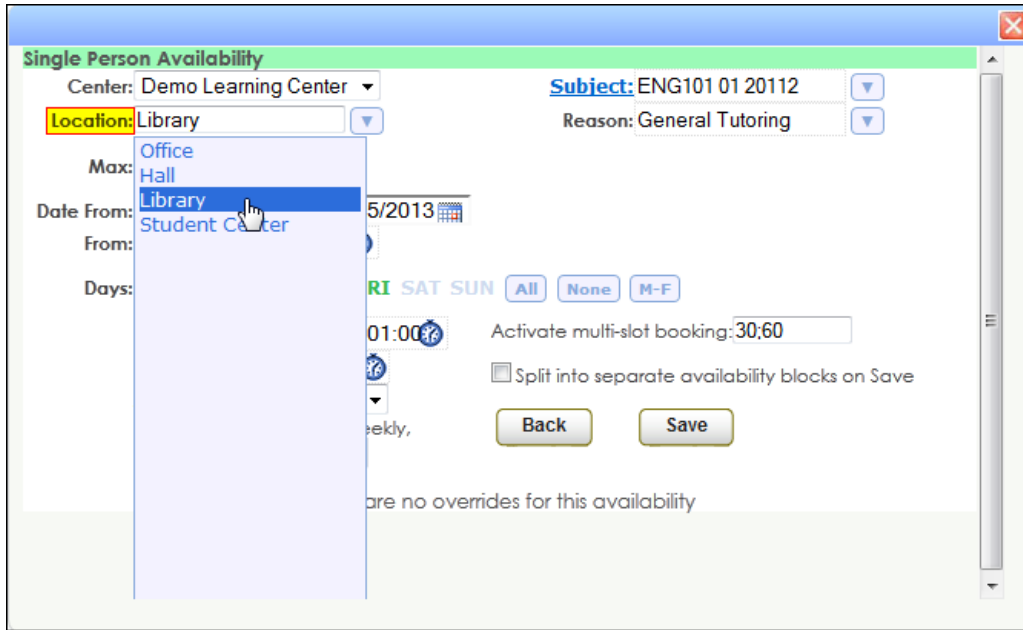 Single Person Availability
Center: Demo Learning Center Subject: ENG101 01 20112
Location: Library Reason: General Tutoring
Office
Max:
Hall
Library
Date From: 5/2013
Student Center
From:
Days: RI SAT SUN All None M-F
01:00 Activate multi-slot booking: 30;60
Split into separate availability blocks on Save
eekly, Back Save
are no overrides for this availability